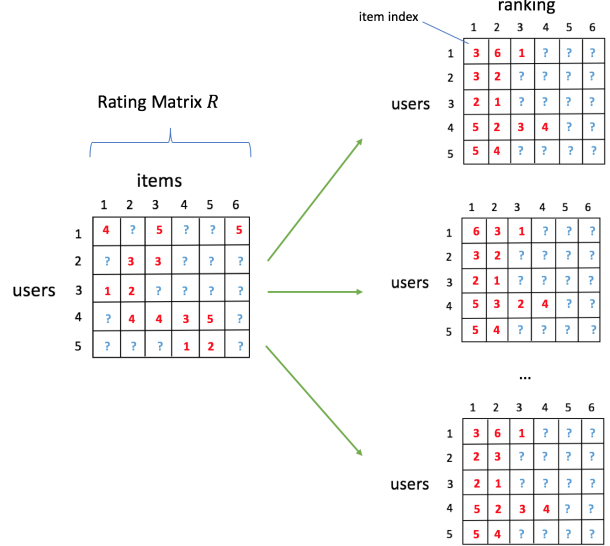 Rating Matrix R
items
1 2 3 4 5 6
users
1 4 ? 5 ? ? 5
2 ? 3 3 ? ? ?
3 1 2 ? ? ? ?
4 ? 4 4 3 5 ?
5 ? ? ? 1 2 ?
ranking
item index
1 2 3 4 5 6
users
1 3 6 1 ? ? ?
2 3 2 ? ? ? ?
3 2 1 ? ? ? ?
4 5 2 3 4 ? ?
5 5 4 ? ? ? ?
1 2 3 4 5 6
users
1 6 3 1 ? ? ?
2 3 2 ? ? ? ?
3 2 1 ? ? ? ?
4 5 3 2 4 ? ?
5 5 4 ? ? ? ?
...
1 2 3 4 5 6
users
1 3 6 1 ? ? ?
2 2 3 ? ? ? ?
3 2 1 ? ? ? ?
4 5 2 3 4 ? ?
5 5 4 ? ? ? ?